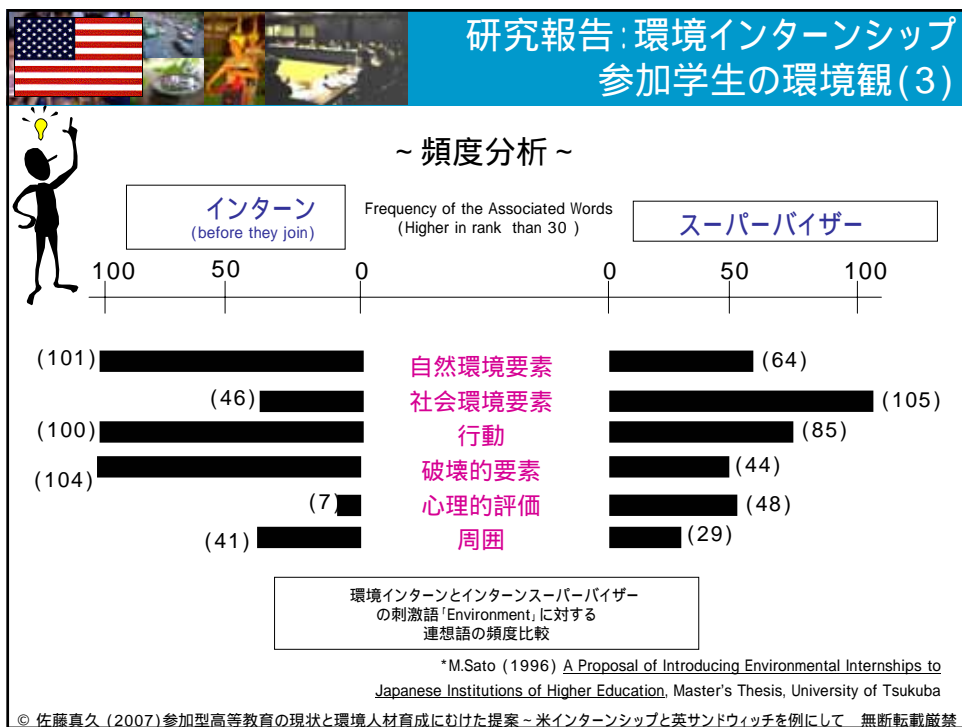 研究報告:環境インターンシップ
参加学生の環境観(3)
~頻度分析~
インターン
(before they join)
Frequency of the Associated Words
(Higher in rank than 30 )
スーパーバイザー
100 50 0 0 50 100
(101) 自然環境要素 (64)
(46) 社会環境要素 (105)
(100) 行動 (85)
(104) 破壊的要素 (44)
(7) 心理的評価 (48)
(41) 周囲 (29)
環境インターンとインターンスーパーバイザー
の刺激語「Environment」に対する
連想語の頻度比較
*M.Sato (1996) A Proposal of Introducing Environmental Internships to
Japanese Institutions of Higher Education, Master's Thesis, University of Tsukuba
© 佐藤真久 (2007)参加型高等教育の現状と環境人材育成にむけた提案~米インターンシップと英サンドウィッチを例にして 無断転載厳禁